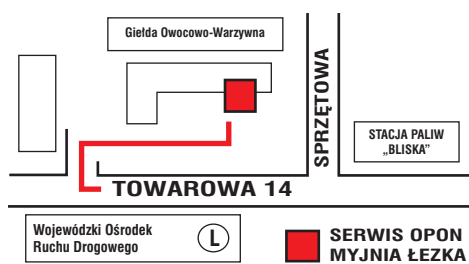 Giełda Owocowo-Warzywna
SPRZĘTOWA
STACJA PALIW
„BLISKA”
TOWAROWA 14
Wojewódzki Ośrodek
Ruchu Drogowego
L
SERWIS OPON
MYJNIA ŁEZKA